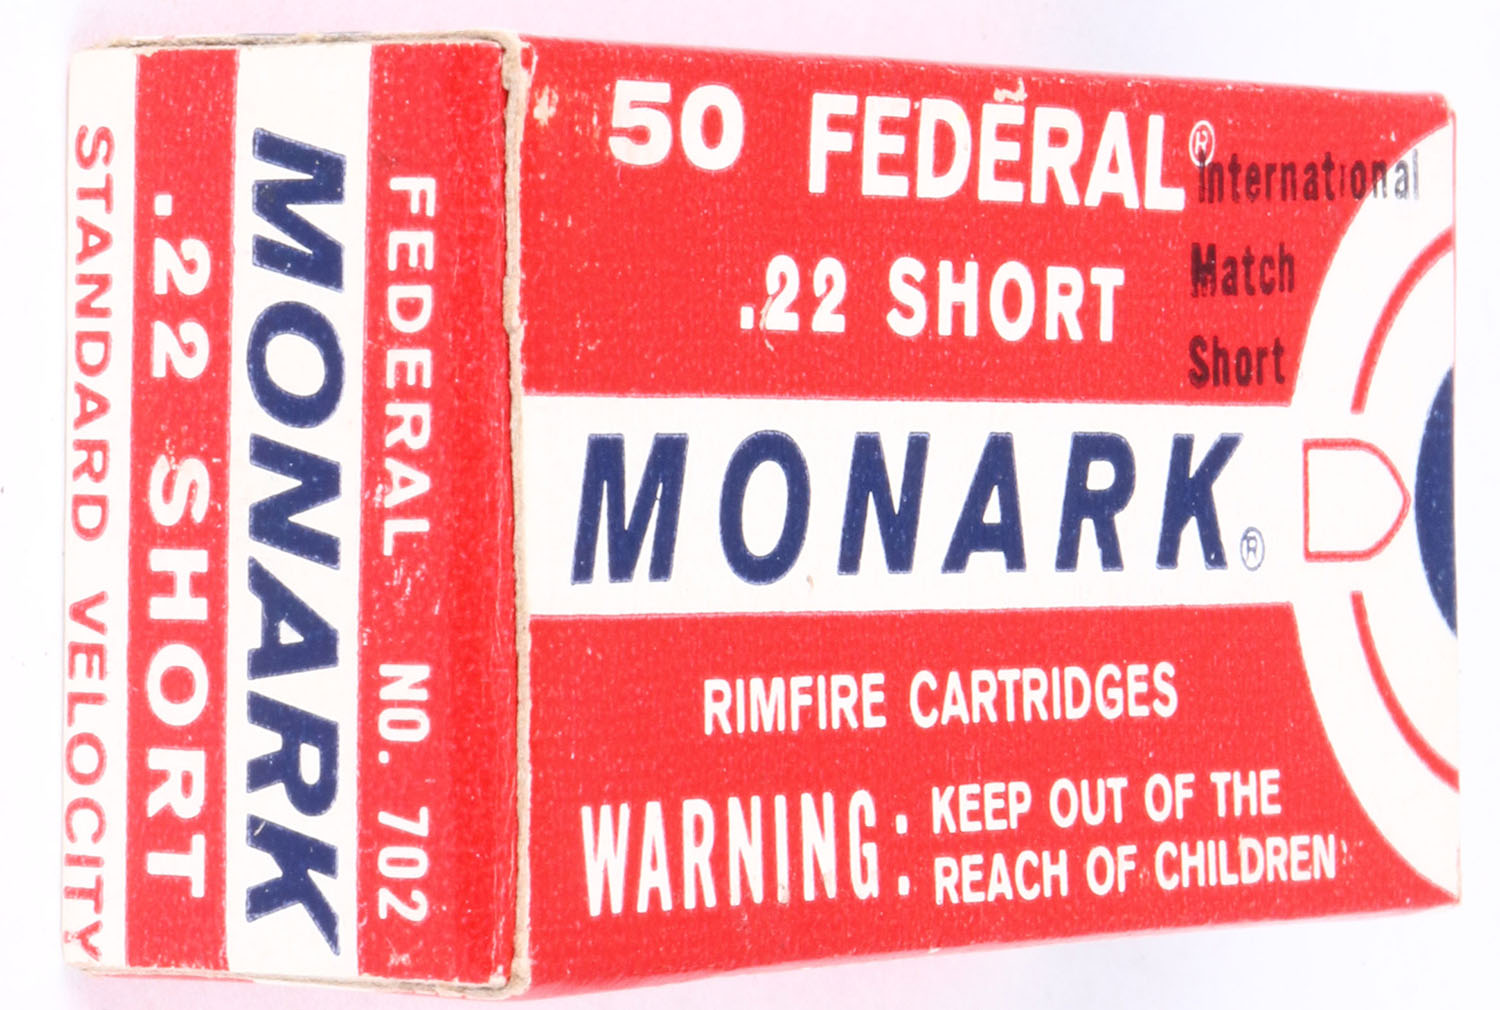 50 FEDERAL®
.22 SHORT
International
Match
Short
MONARK®
RIMFIRE CARTRIDGES
WARNING: KEEP OUT OF THE
REACH OF CHILDREN
FEDERAL NO. 702
MONARK
.22 SHORT
STANDARD VELOCITY